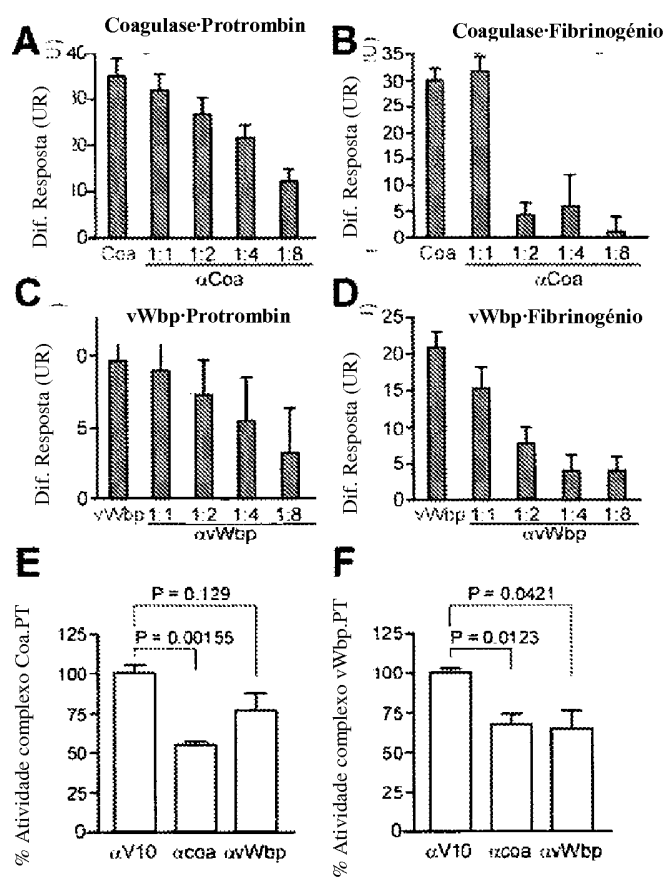 A
Coagulase·Protrombin
Dif. Resposta (UR)
0
Coa 1:1 1:2 1:4 1:8
αCoa
B
Coagulase·Fibrinogénio
Dif. Resposta (UR)
35
30
25
20
15
10
5
0
Coa 1:1 1:2 1:4 1:8
αCoa
C
vWbp·Protrombin
Dif. Resposta (UR)
5
0
vWbp 1:1 1:2 1:4 1:8
αvWbp
D
vWbp·Fibrinogénio
Dif. Resposta (UR)
25
20
15
10
5
0
vWbp 1:1 1:2 1:4 1:8
αvWbp
E
P = 0.129
P = 0.00155
% Atividade complexo Coa.PT
125
100
75
50
25
0
αV10 αcoa αvWbp
F
P = 0.0421
P = 0.0123
% Atividade complexo vWbp.PT
125
100
75
50
25
0
αV10 αcoa αvWbp